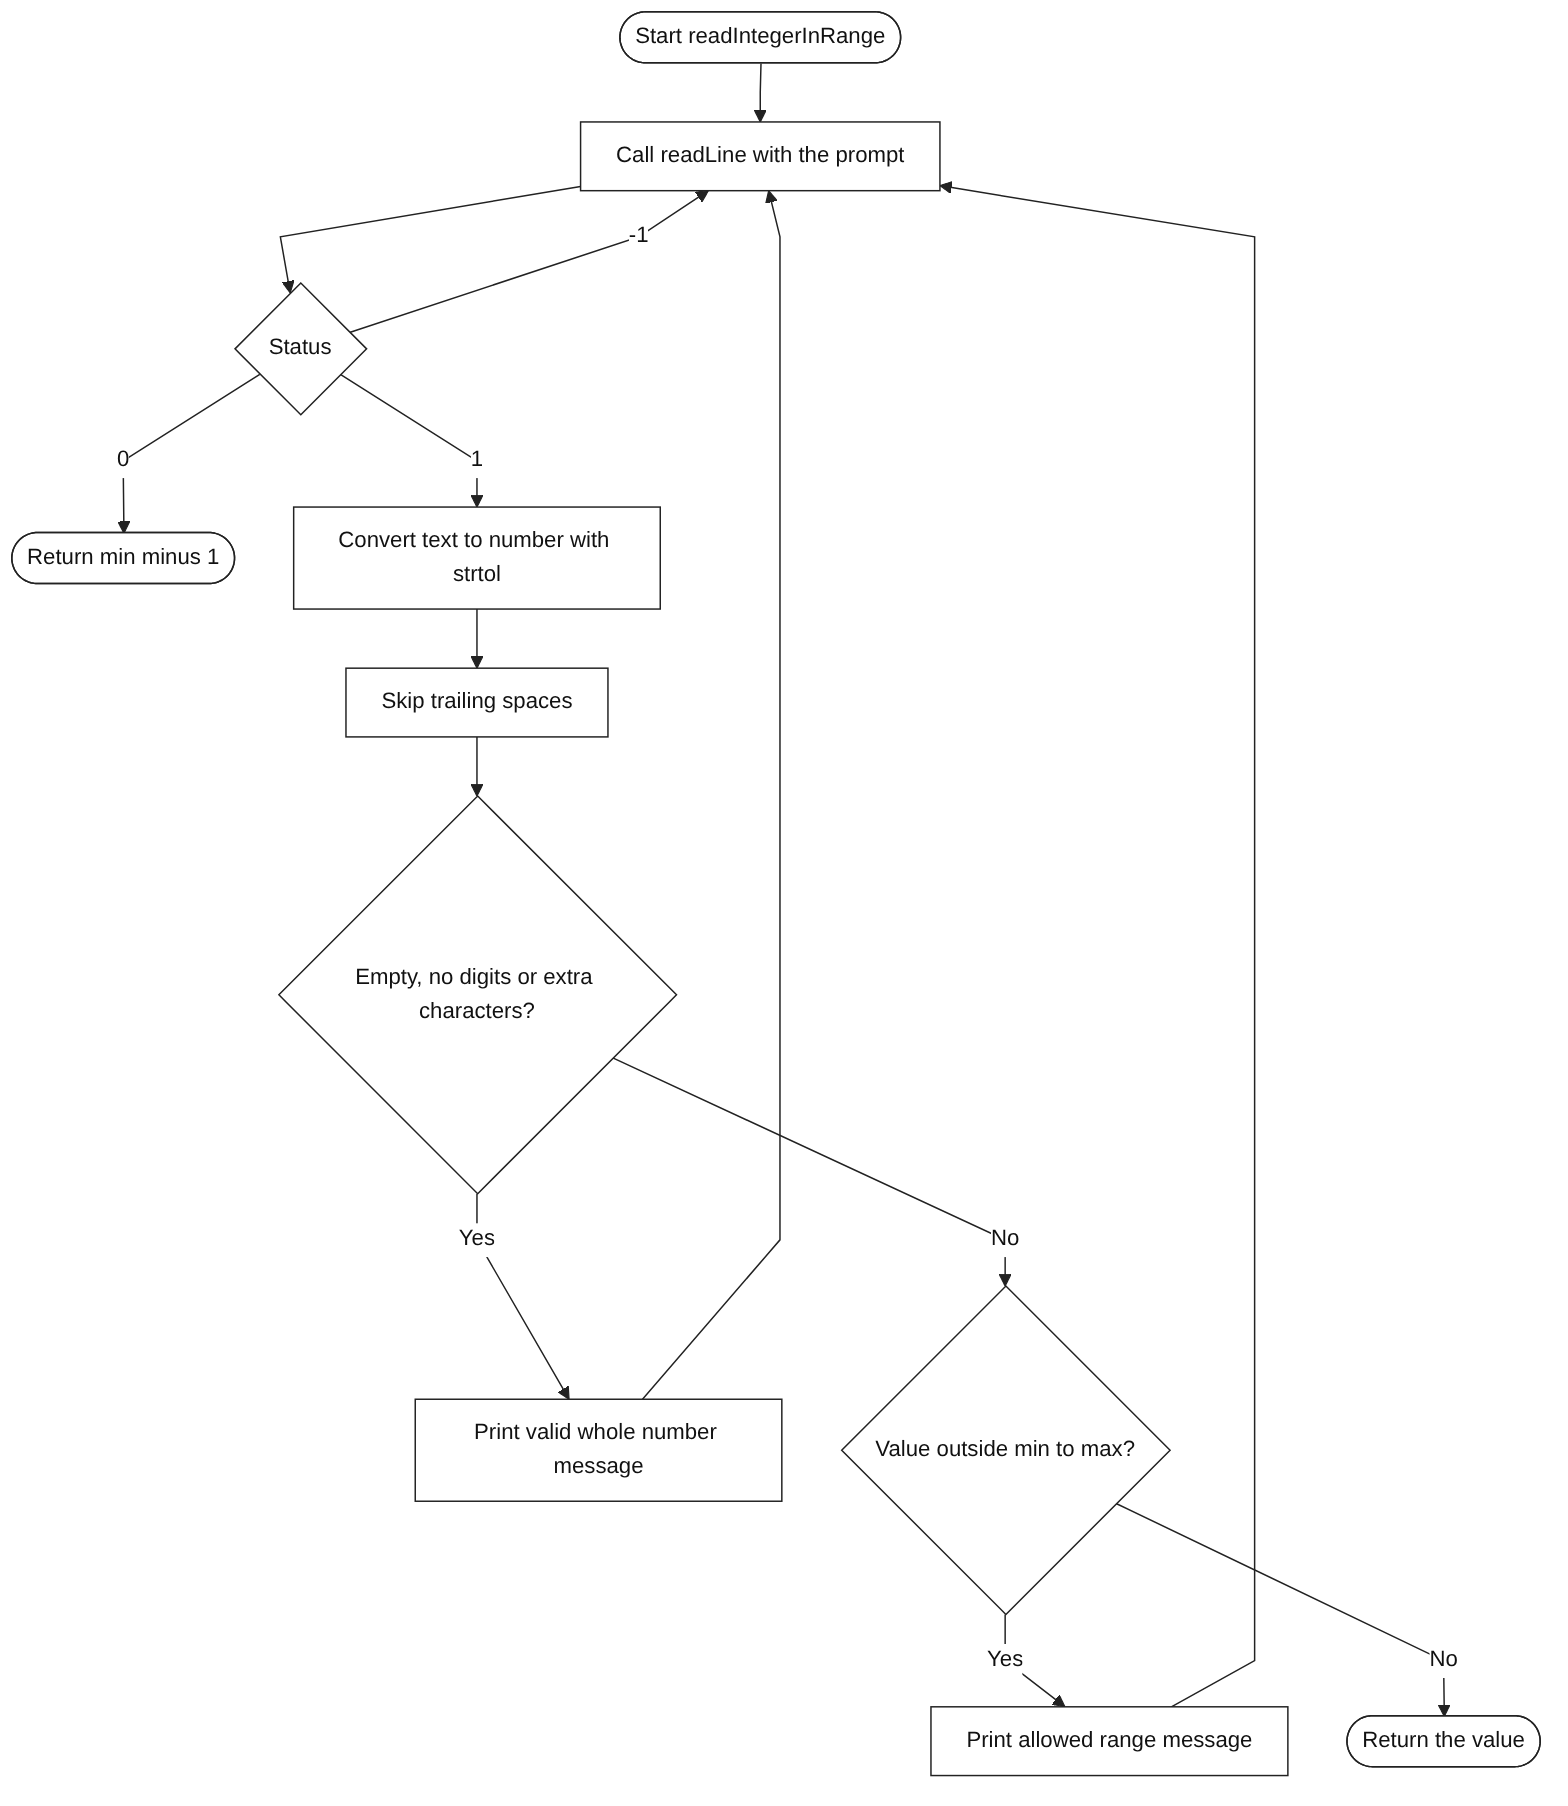 Start readIntegerInRange
Call readLine with the prompt
-1
Status
0
1
Return min minus 1
Convert text to number with
strtol
Skip trailing spaces
Empty, no digits or extra
characters?
Yes
No
Print valid whole number
message
Value outside min to max?
Yes
No
Print allowed range message
Return the value